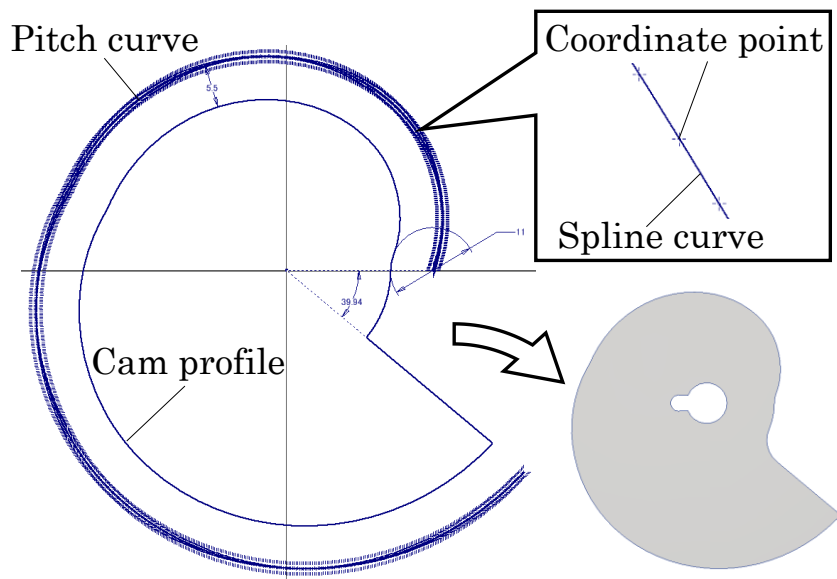 Pitch curve
Coordinate point
5.5
Spline curve
11
39.94
Cam profile